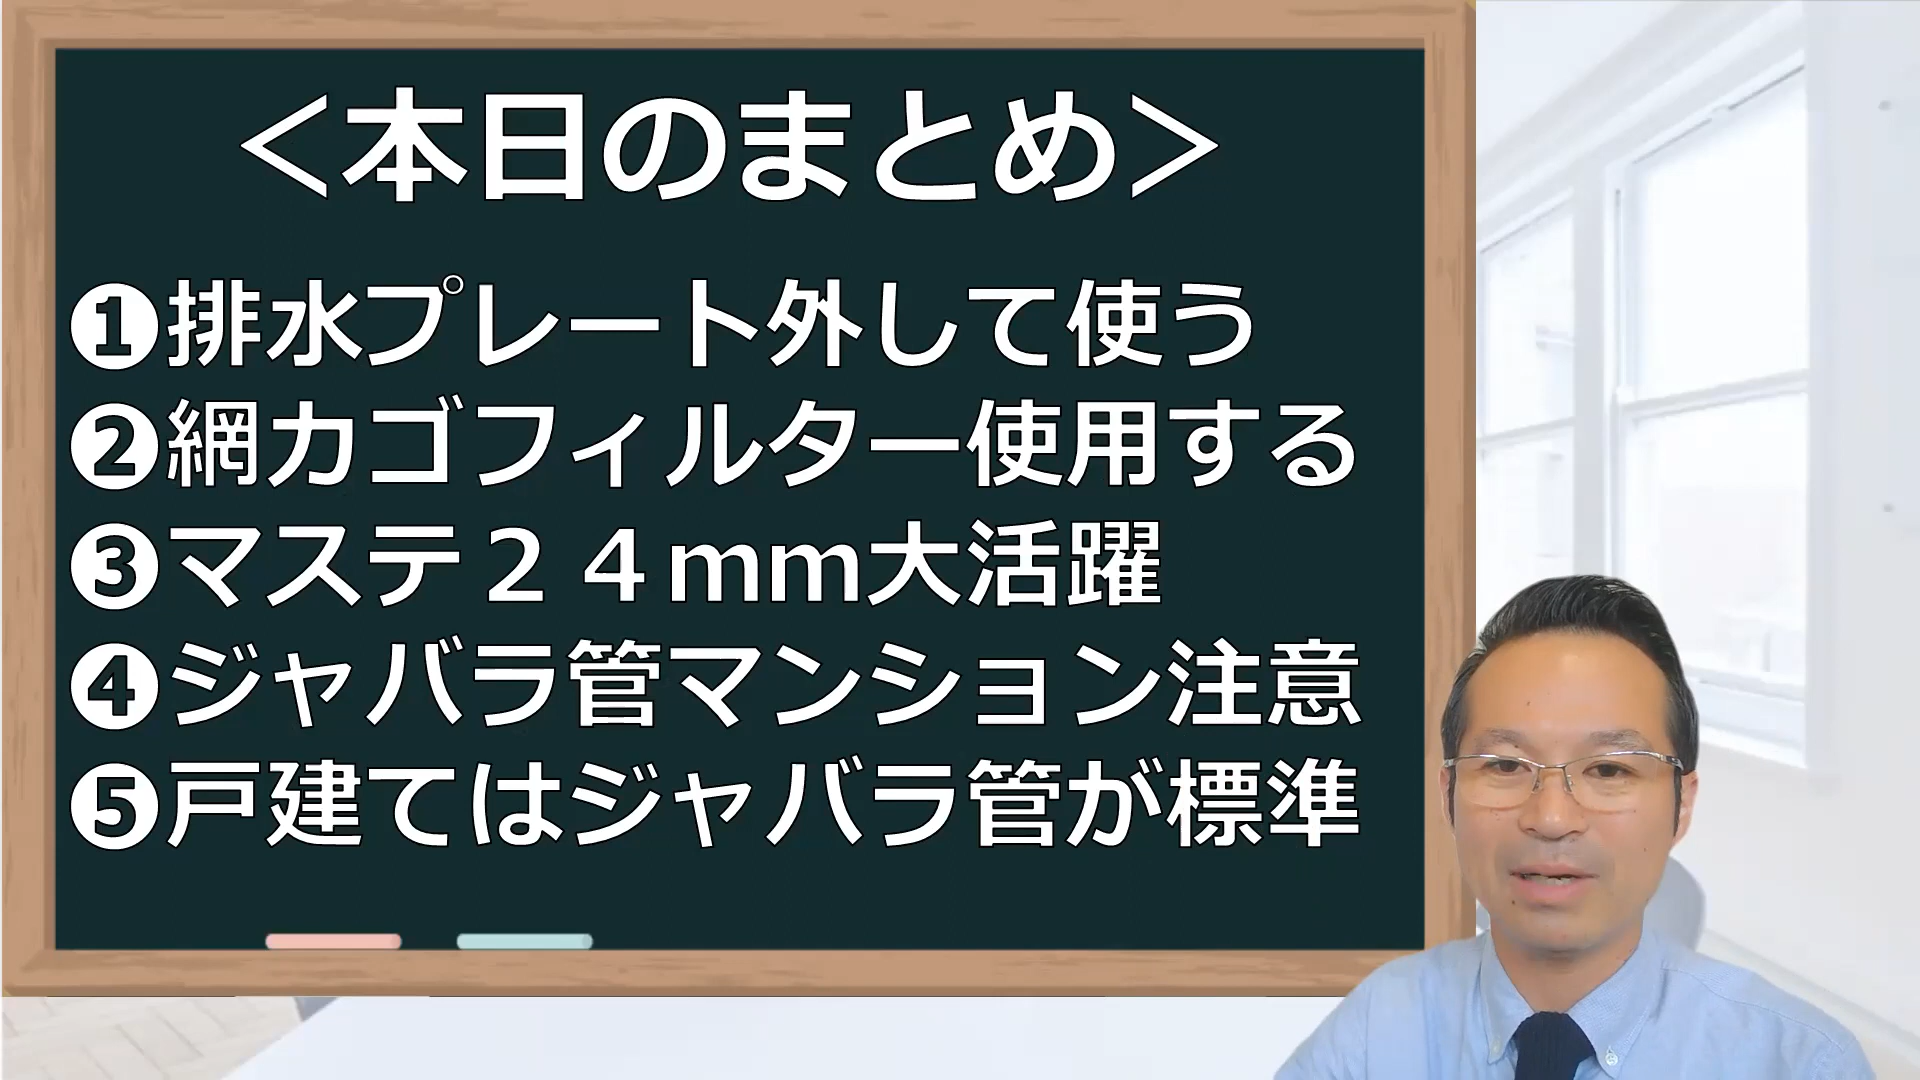 ＜本日のまとめ＞
❶排水プレート外して使う
❷網カゴフィルター使用する
❸マステ２４mm大活躍
❹ジャバラ管マンション注意
❺戸建てはジャバラ管が標準